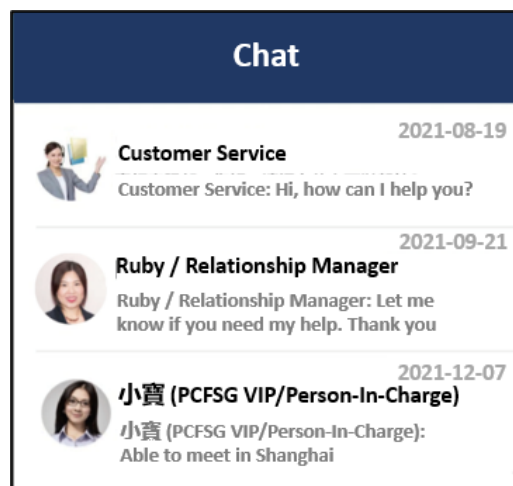 Chat
2021-08-19
Customer Service
Customer Service: Hi, how can I help you?
2021-09-21
Ruby / Relationship Manager
Ruby / Relationship Manager: Let me
know if you need my help. Thank you
2021-12-07
小寶 (PCFSG VIP/Person-In-Charge)
小寶 (PCFSG VIP/Person-In-Charge):
Able to meet in Shanghai